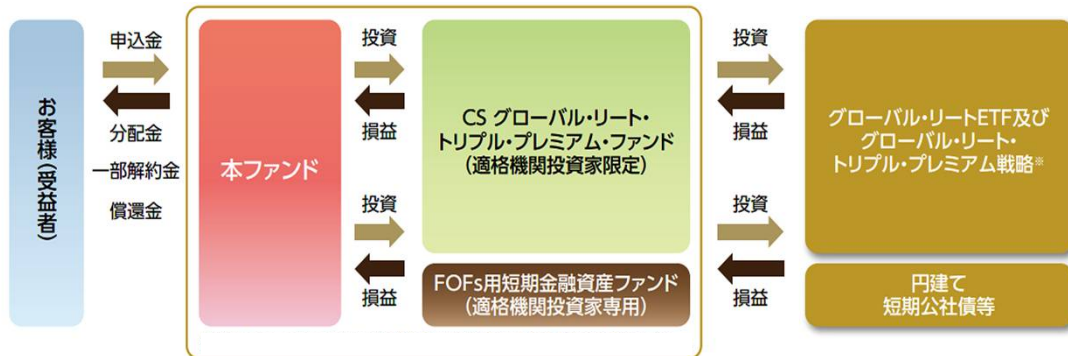 お客様(受益者)
申込金
分配金
一部解約金
償還金
本ファンド
投資
損益
投資
損益
CS グローバル・リート・
トリプル・プレミアム・ファンド
(適格機関投資家限定)
FOFs用短期金融資産ファンド
(適格機関投資家専用)
投資
損益
投資
損益
グローバル・リートETF及び
グローバル・リート・
トリプル・プレミアム戦略※
円建て
短期公社債等